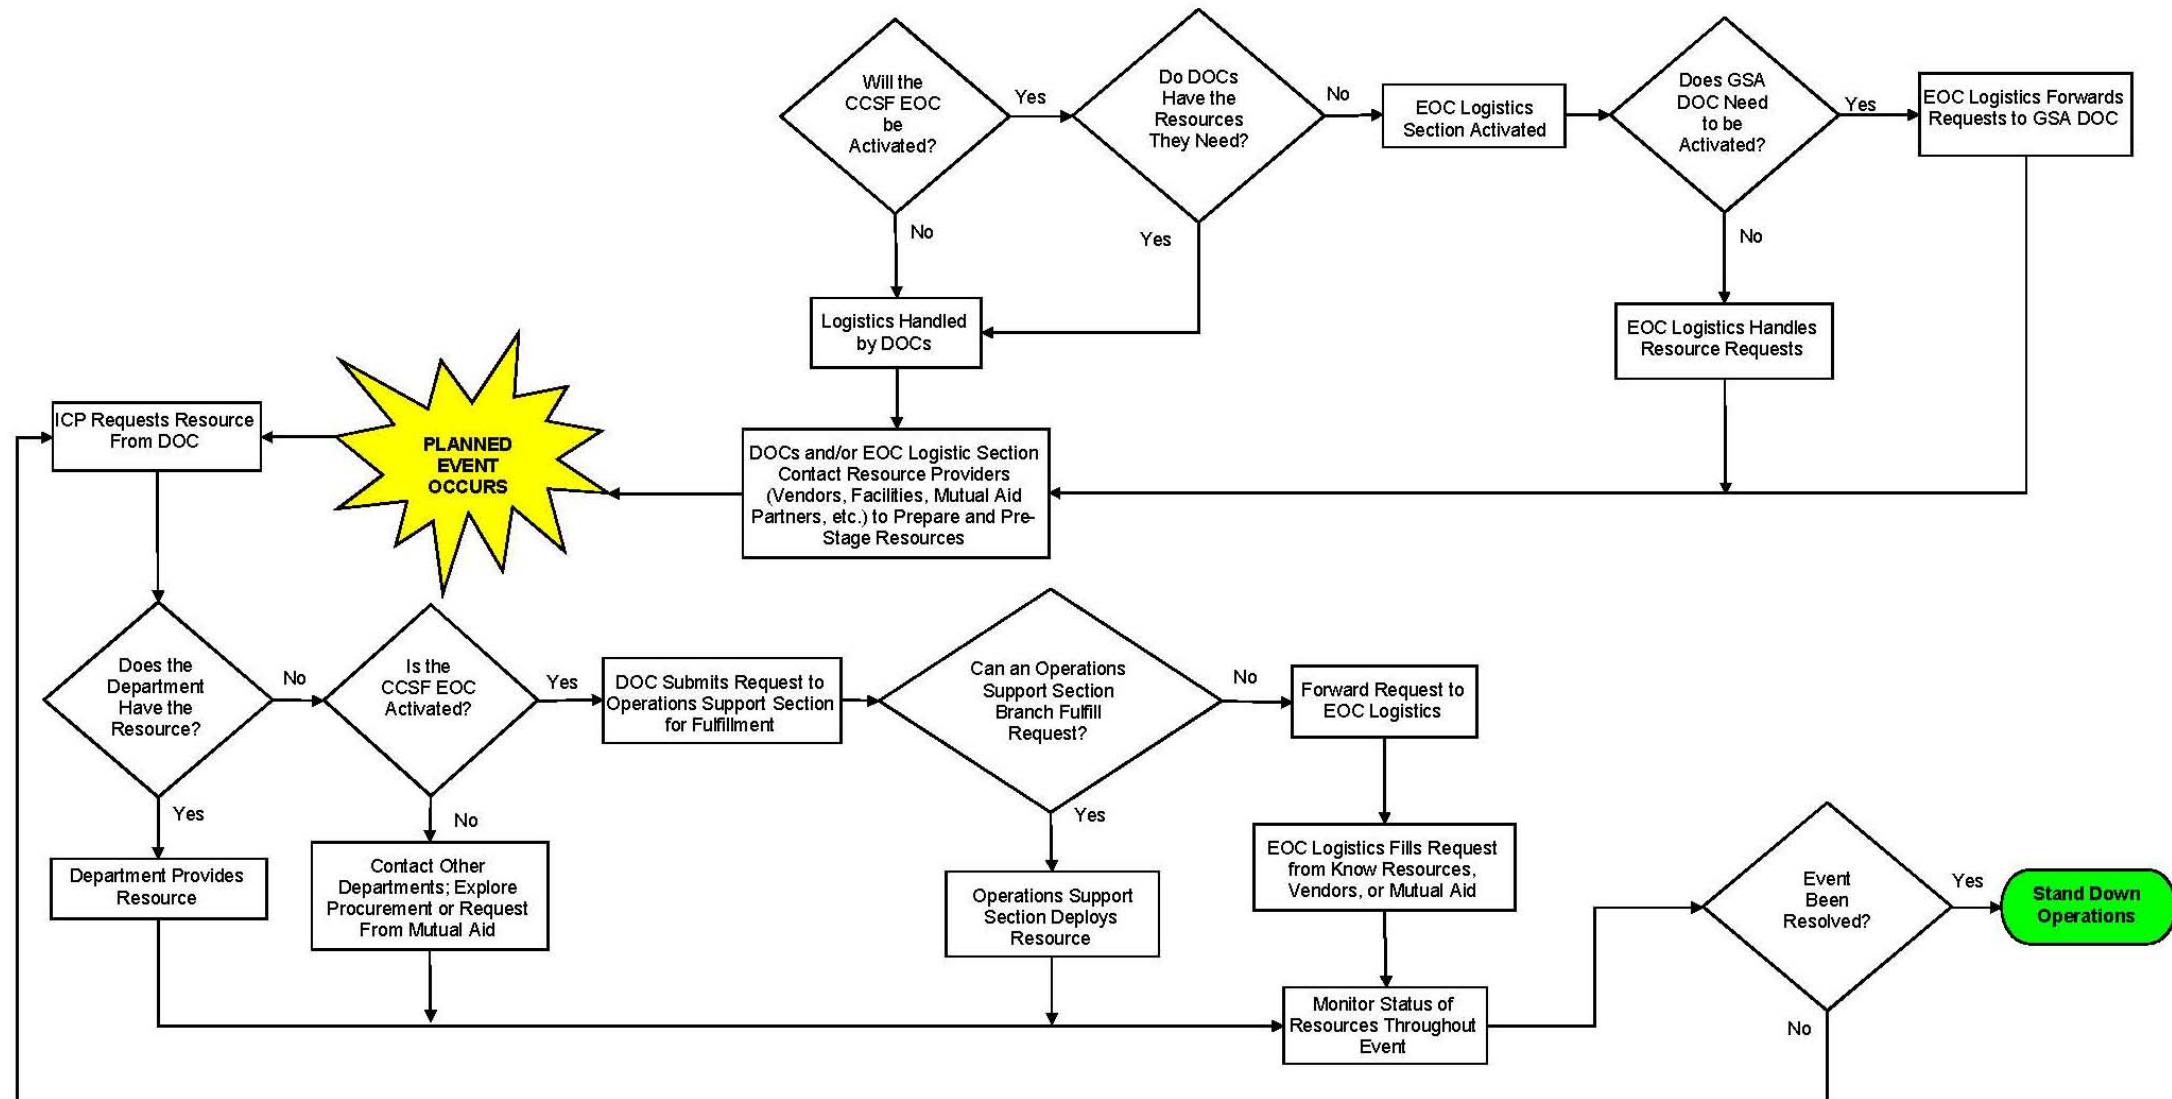 Will the
CCSF EOC
be
Activated?
Yes
No
Do DOCs
Have the
Resources
They Need?
No
Yes
EOC Logistics
Section Activated
Does GSA
DOC Need
to be
Activated?
Yes
No
EOC Logistics Forwards
Requests to GSA DOC
Logistics Handled
by DOCs
EOC Logistics Handles
Resource Requests
ICP Requests Resource
From DOC
PLANNED
EVENT
OCCURS
DOCs and/or EOC Logistic Section
Contact Resource Providers
(Vendors, Facilities, Mutual Aid
Partners, etc.) to Prepare and Pre-
Stage Resources
Does the
Department
Have the
Resource?
No
Yes
Is the
CCSF EOC
Activated?
Yes
No
DOC Submits Request to
Operations Support Section
for Fulfillment
Can an Operations
Support Section
Branch Fulfill
Request?
No
Yes
Forward Request to
EOC Logistics
Department Provides
Resource
Contact Other
Departments; Explore
Procurement or Request
From Mutual Aid
Operations Support
Section Deploys
Resource
EOC Logistics Fills Request
from Know Resources,
Vendors, or Mutual Aid
Monitor Status of
Resources Throughout
Event
Event
Been
Resolved?
Yes
No
Stand Down
Operations